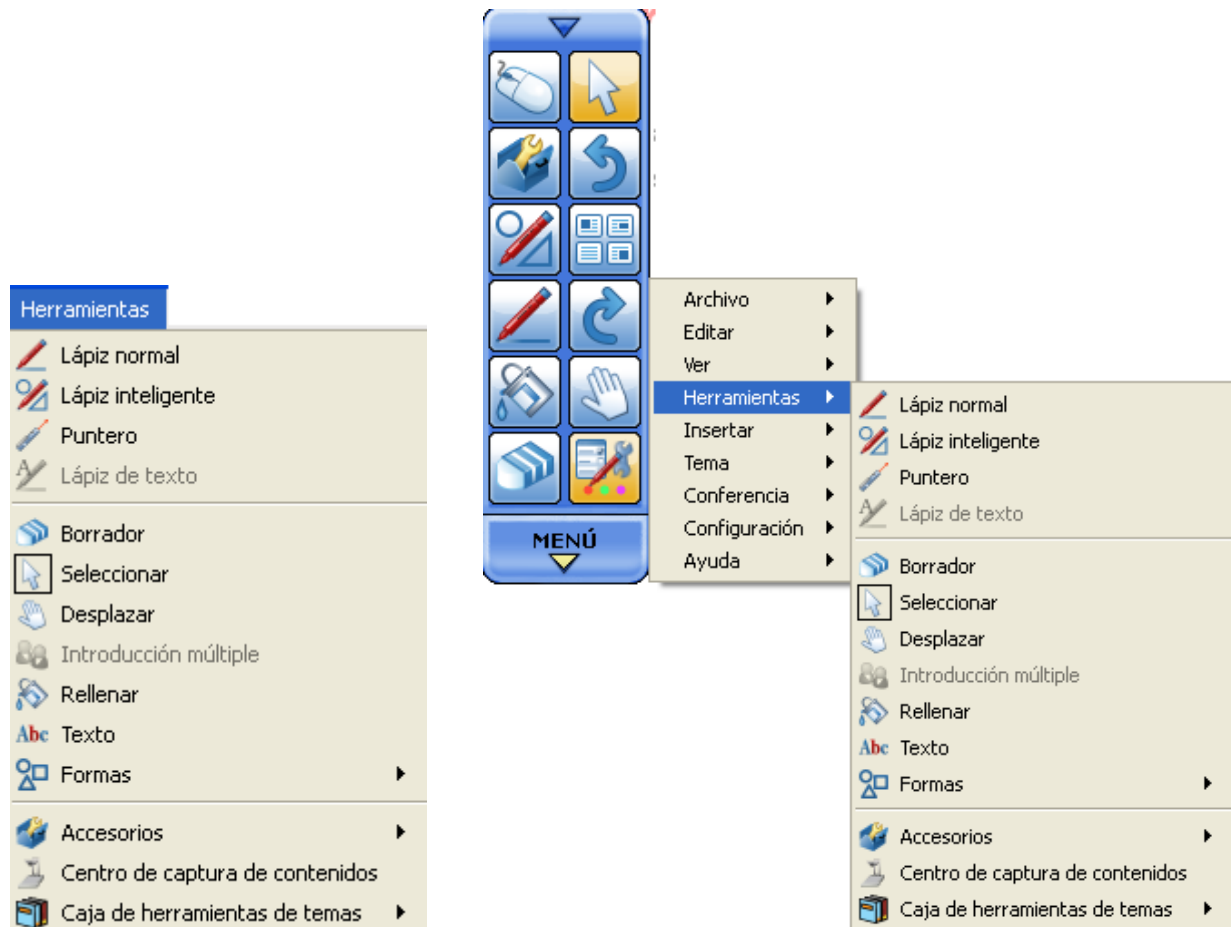 Herramientas
Lápiz normal
Lápiz inteligente
Puntero
Lápiz de texto
Borrador
Seleccionar
Desplazar
Introducción múltiple
Rellenar
Abc Texto
Formas
Accesorios
Centro de captura de contenidos
Caja de herramientas de temas
MENÚ
Archivo
Editar
Ver
Herramientas
Insertar
Tema
Conferencia
Configuración
Ayuda
Lápiz normal
Lápiz inteligente
Puntero
Lápiz de texto
Borrador
Seleccionar
Desplazar
Introducción múltiple
Rellenar
Abc Texto
Formas
Accesorios
Centro de captura de contenidos
Caja de herramientas de temas